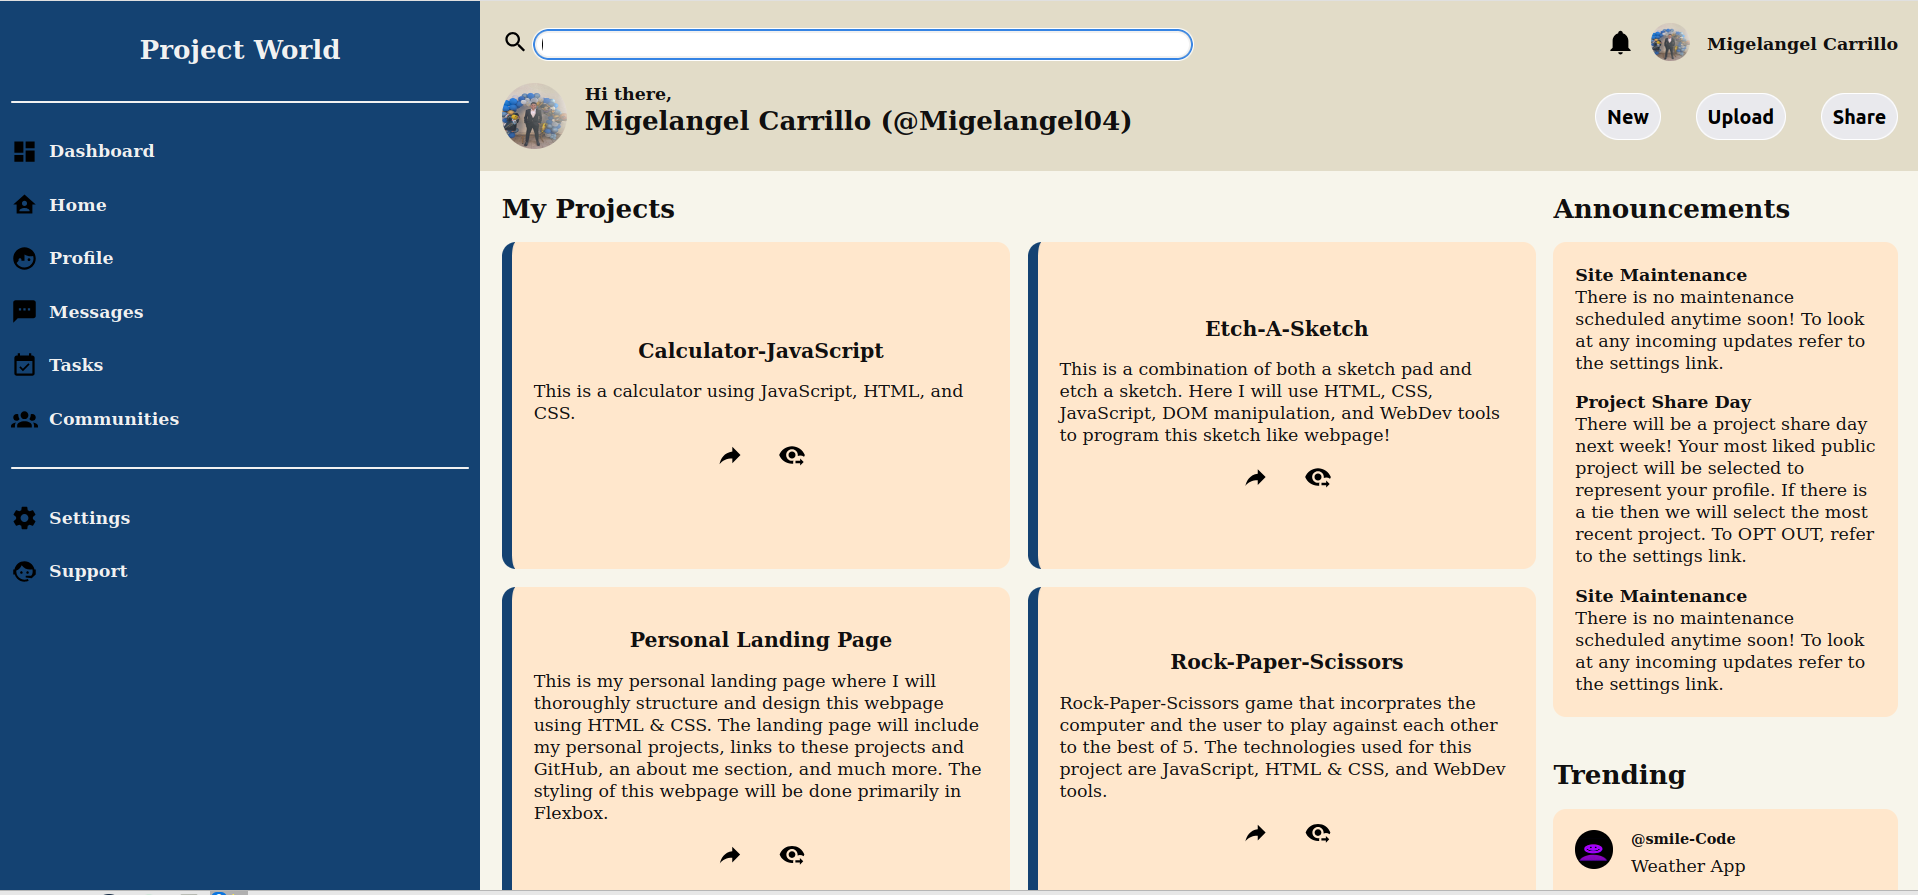 Project World
Dashboard
Home
Profile
Messages
Tasks
Communities
Settings
Support
Migelangel Carrillo
Hi there,
Migelangel Carrillo (@Migelangel04)
New
Upload
Share
My Projects
Calculator-JavaScript
This is a calculator using JavaScript, HTML, and
CSS.
Etch-A-Sketch
This is a combination of both a sketch pad and
etch a sketch. Here I will use HTML, CSS,
JavaScript, DOM manipulation, and WebDev tools
to program this sketch like webpage!
Personal Landing Page
This is my personal landing page where I will
thoroughly structure and design this webpage
using HTML & CSS. The landing page will include
my personal projects, links to these projects and
GitHub, an about me section, and much more. The
styling of this webpage will be done primarily in
Flexbox.
Rock-Paper-Scissors
Rock-Paper-Scissors game that incorprates the
computer and the user to play against each other
to the best of 5. The technologies used for this
project are JavaScript, HTML & CSS, and WebDev
tools.
Announcements
Site Maintenance
There is no maintenance
scheduled anytime soon! To look
at any incoming updates refer to
the settings link.
Project Share Day
There will be a project share day
next week! Your most liked public
project will be selected to
represent your profile. If there is
a tie then we will select the most
recent project. To OPT OUT, refer
to the settings link.
Site Maintenance
There is no maintenance
scheduled anytime soon! To look
at any incoming updates refer to
the settings link.
Trending
@smile-Code
Weather App